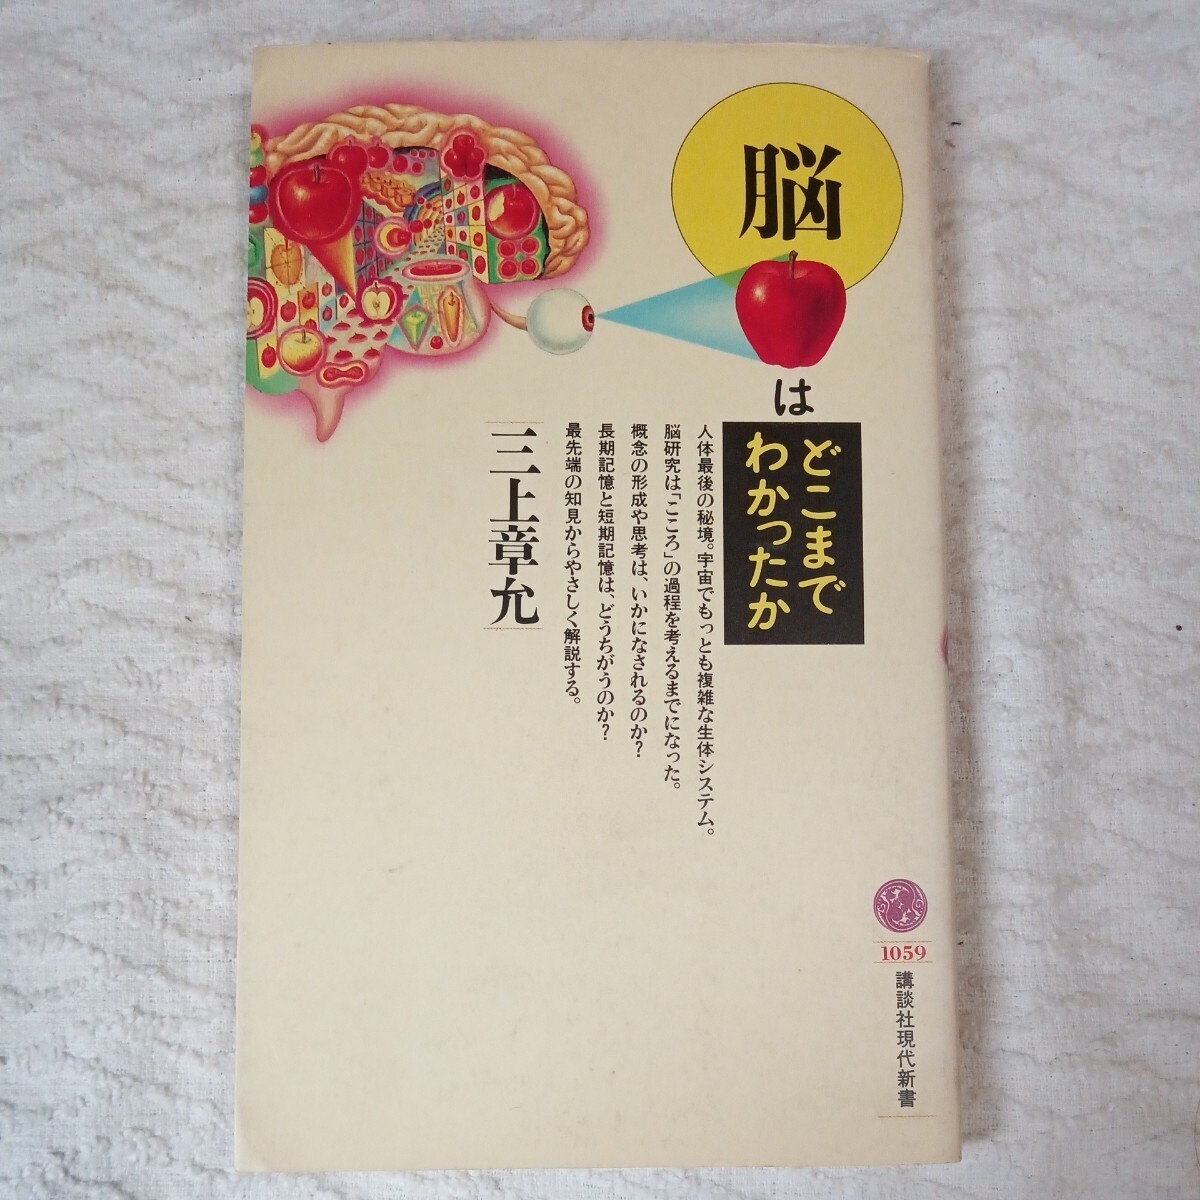 脳
は
どこまで
わかったか
人体最後の秘境。宇宙でもっとも複雑な生体システム。
脳研究は「こころ」の過程を考えるまでになった。
概念の形成や思考は、いかになされるのか?
長期記憶と短期記憶は、どうちがうのか?
最先端の知見からやさしく解説する。
三上章允
1059
講談社現代新書